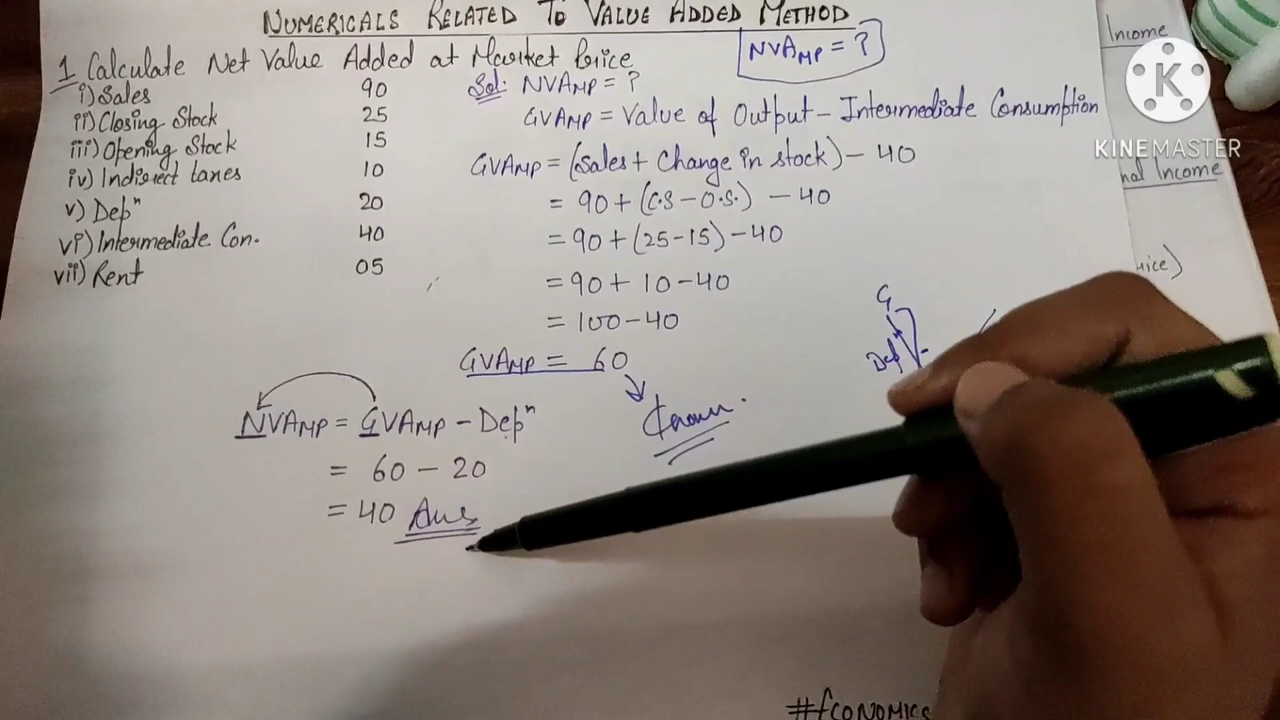 NUMERICALS RELATED TO VALUE ADDED METHOD
NVAMP = ?
1 Calculate Net Value Added at Market Price
i) Sales 90
ii) Closing Stock 25
iii) Opening Stock 15
iv) Indirect taxes 10
v) Depⁿ 20
vi) Intermediate Con. 40
vii) Rent 05
Sol: NVAMP = ?
GVAMP = Value of Output - Intermediate Consumption
GVAMP = (Sales + Change in stock) - 40
= 90 + (C.S - O.S.) - 40
= 90 + (25 - 15) - 40
= 90 + 10 - 40
= 100 - 40
GVAMP = 60
Known.
NVAMP = GVAMP - Depⁿ
= 60 - 20
= 40 Ans
G
Depⁿ
Income
K
KINEMASTER
nal Income
#ECONOMICS